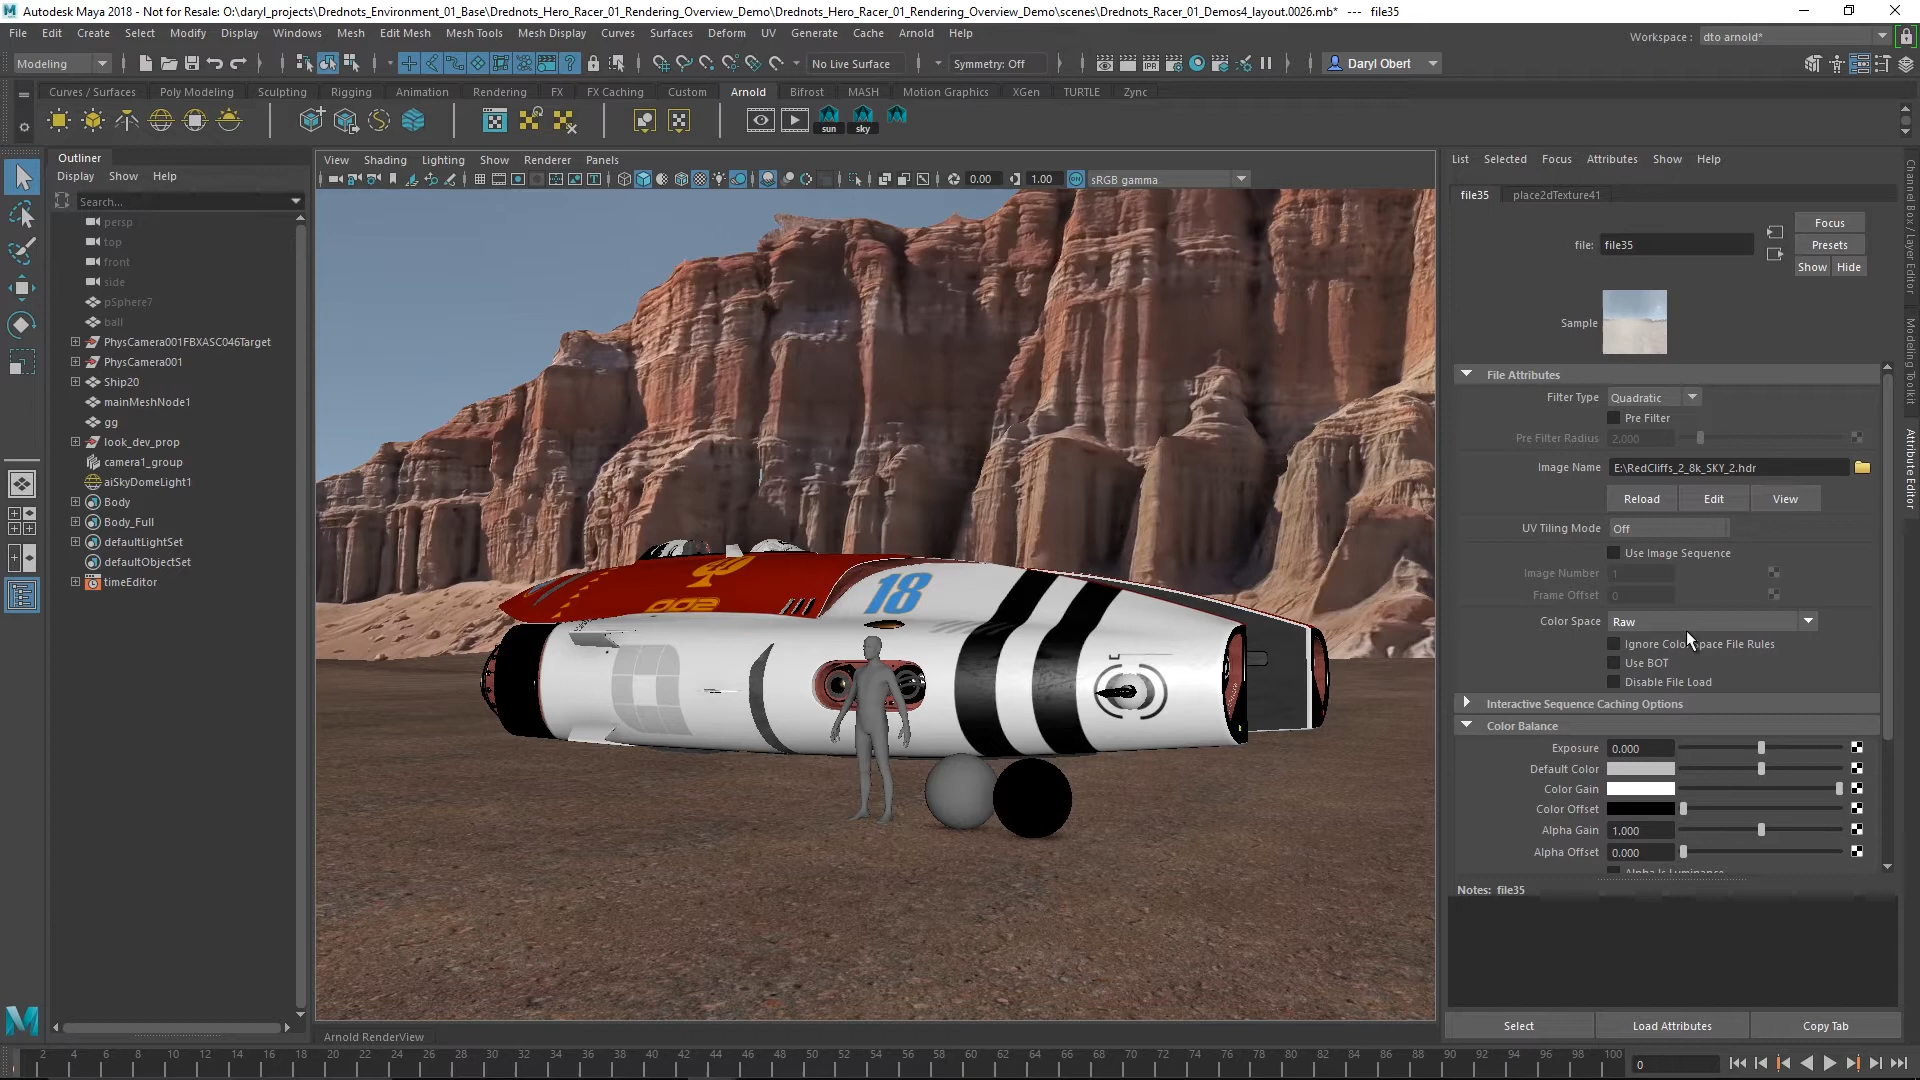 Autodesk Maya 2018 - Not for Resale: O:\daryl_projects\Drednots_Environment_01_Base\Drednots_Hero_Racer_01_Rendering_Overview_Demo\Drednots_Hero_Racer_01_Rendering_Overview_Demo\scenes\Drednots_Racer_01_Demos4_layout.0026.mb* --- file35
File Edit Create Select Modify Display Windows Mesh Edit Mesh Mesh Tools Mesh Display Curves Surfaces Deform UV Generate Cache Arnold Help
Workspace : dto arnold*
Modeling No Live Surface Symmetry: Off Daryl Obert
Curves / Surfaces Poly Modeling Sculpting Rigging Animation Rendering FX FX Caching Custom Arnold Bifrost MASH Motion Graphics XGen TURTLE Zync
IPR
sun sky
Outliner
Display Show Help
Search...
persp
top
front
side
pSphere7
ball
PhysCamera001FBXASC046Target
PhysCamera001
Ship20
mainMeshNode1
gg
look_dev_prop
camera1_group
aiSkyDomeLight1
Body
Body_Full
defaultLightSet
defaultObjectSet
timeEditor
View Shading Lighting Show Renderer Panels
0.00 1.00 sRGB gamma
002
18
Arnold RenderView
List Selected Focus Attributes Show Help
file35 place2dTexture41
file: file35
Focus
Presets
Show Hide
Sample
File Attributes
Filter Type Quadratic
Pre Filter
Pre Filter Radius 2.000
Image Name E:\RedCliffs_2_8k_SKY_2.hdr
Reload Edit View
UV Tiling Mode Off
Use Image Sequence
Image Number 1
Frame Offset 0
Color Space Raw
Ignore Color Space File Rules
Use BOT
Disable File Load
Interactive Sequence Caching Options
Color Balance
Exposure 0.000
Default Color
Color Gain
Color Offset
Alpha Gain 1.000
Alpha Offset 0.000
Alpha Is Luminance
Notes: file35
Select Load Attributes Copy Tab
Channel Box / Layer Editor
Modeling Toolkit
Attribute Editor
2 4 6 8 10 12 14 16 18 20 22 24 26 28 30 32 34 36 38 40 42 44 46 48 50 52 54 56 58 60 62 64 66 68 70 72 74 76 78 80 82 84 86 88 90 92 94 96 98 100
0